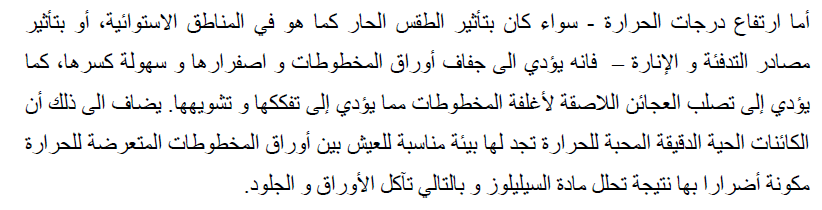 أما ارتفاع درجات الحرارة - سواء كان بتأثير الطقس الحار كما هو في المناطق الاستوائية، أو بتأثير
مصادر التدفئة و الإنارة – فانه يؤدي الى جفاف أوراق المخطوطات و اصفرارها و سهولة كسرها، كما
يؤدي إلى تصلب العجائن اللاصقة لأغلفة المخطوطات مما يؤدي إلى تفككها و تشويهها. يضاف الى ذلك أن
الكائنات الحية الدقيقة المحبة للحرارة تجد لها بيئة مناسبة للعيش بين أوراق المخطوطات المتعرضة للحرارة
مكونة أضرارا بها نتيجة تحلل مادة السيليلوز و بالتالي تآكل الأوراق و الجلود.